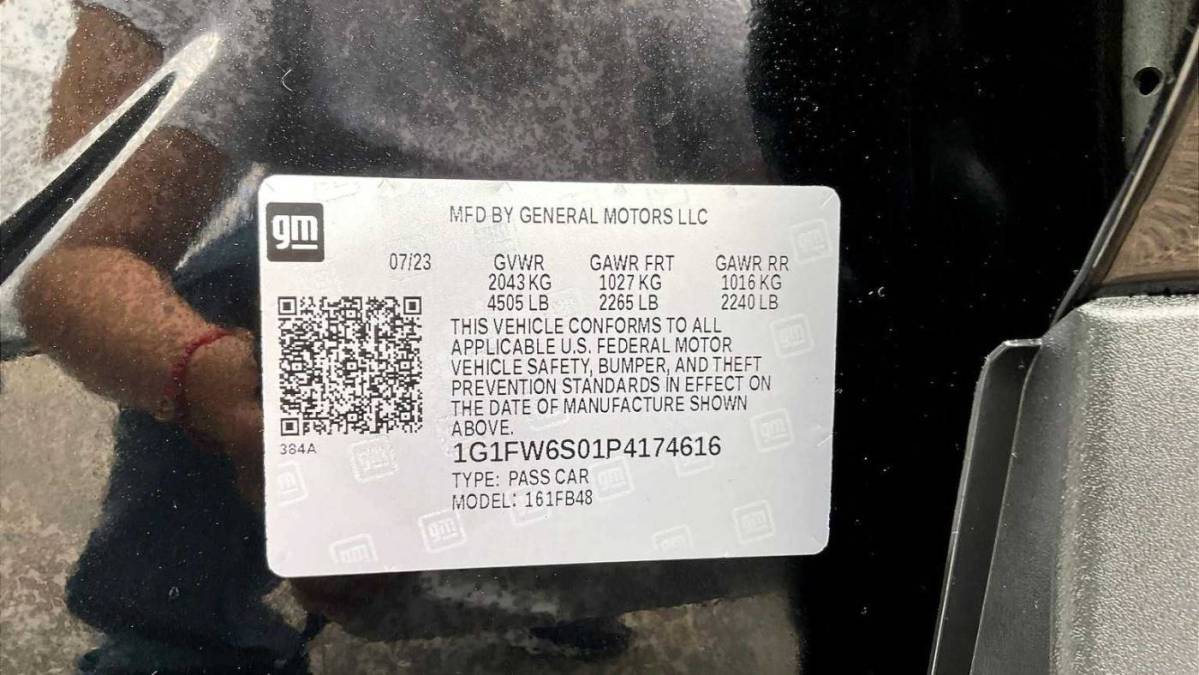 gm
MFD BY GENERAL MOTORS LLC
07/23 GVWR GAWR FRT GAWR RR
2043 KG 1027 KG 1016 KG
4505 LB 2265 LB 2240 LB
THIS VEHICLE CONFORMS TO ALL
APPLICABLE U.S. FEDERAL MOTOR
VEHICLE SAFETY, BUMPER, AND THEFT
PREVENTION STANDARDS IN EFFECT ON
THE DATE OF MANUFACTURE SHOWN
ABOVE.
384A
1G1FW6S01P4174616
TYPE: PASS CAR
MODEL: 161FB48